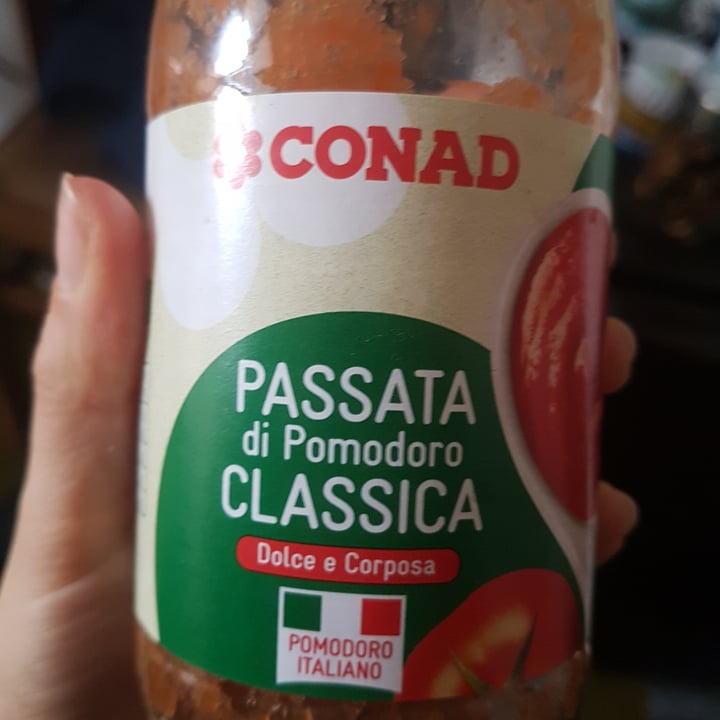 CONAD
PASSATA
di Pomodoro
CLASSICA
Dolce e Corposa
POMODORO
ITALIANO